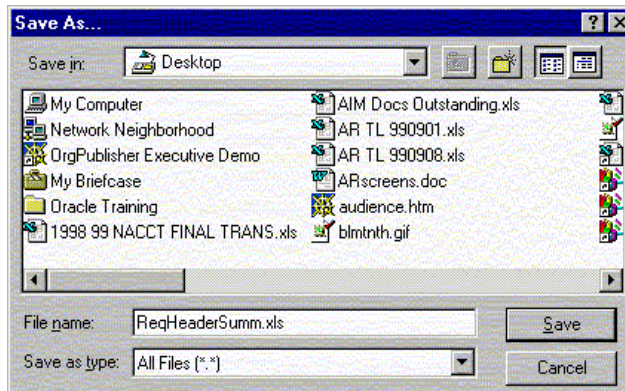 Save As...
Save in: Desktop
My Computer
Network Neighborhood
OrgPublisher Executive Demo
My Briefcase
Oracle Training
1998 99 NACCT FINAL TRANS.xls
AIM Docs Outstanding.xls
AR TL 990901.xls
AR TL 990908.xls
ARscreens.doc
audience.htm
blmtnth.gif
File name: ReqHeaderSumm.xls
Save
Save as type: All Files (*.*)
Cancel